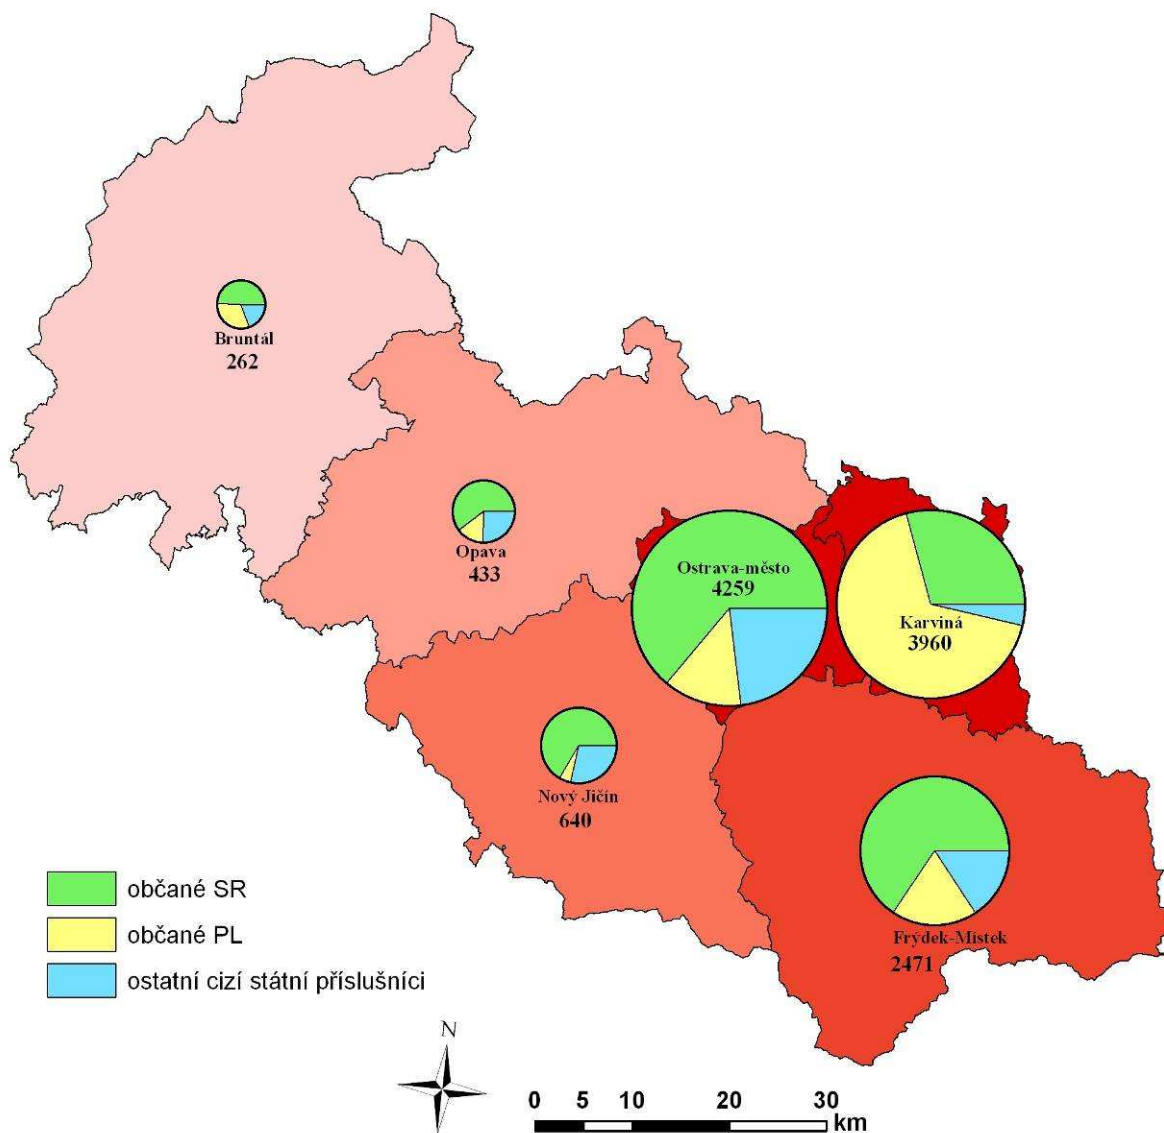 Bruntál
262
Opava
433
Ostrava-město
4259
Karviná
3960
Nový Jičín
640
Frýdek-Místek
2471
občané SR
občané PL
ostatní cizí státní příslušníci
N
0 5 10 20 30
km